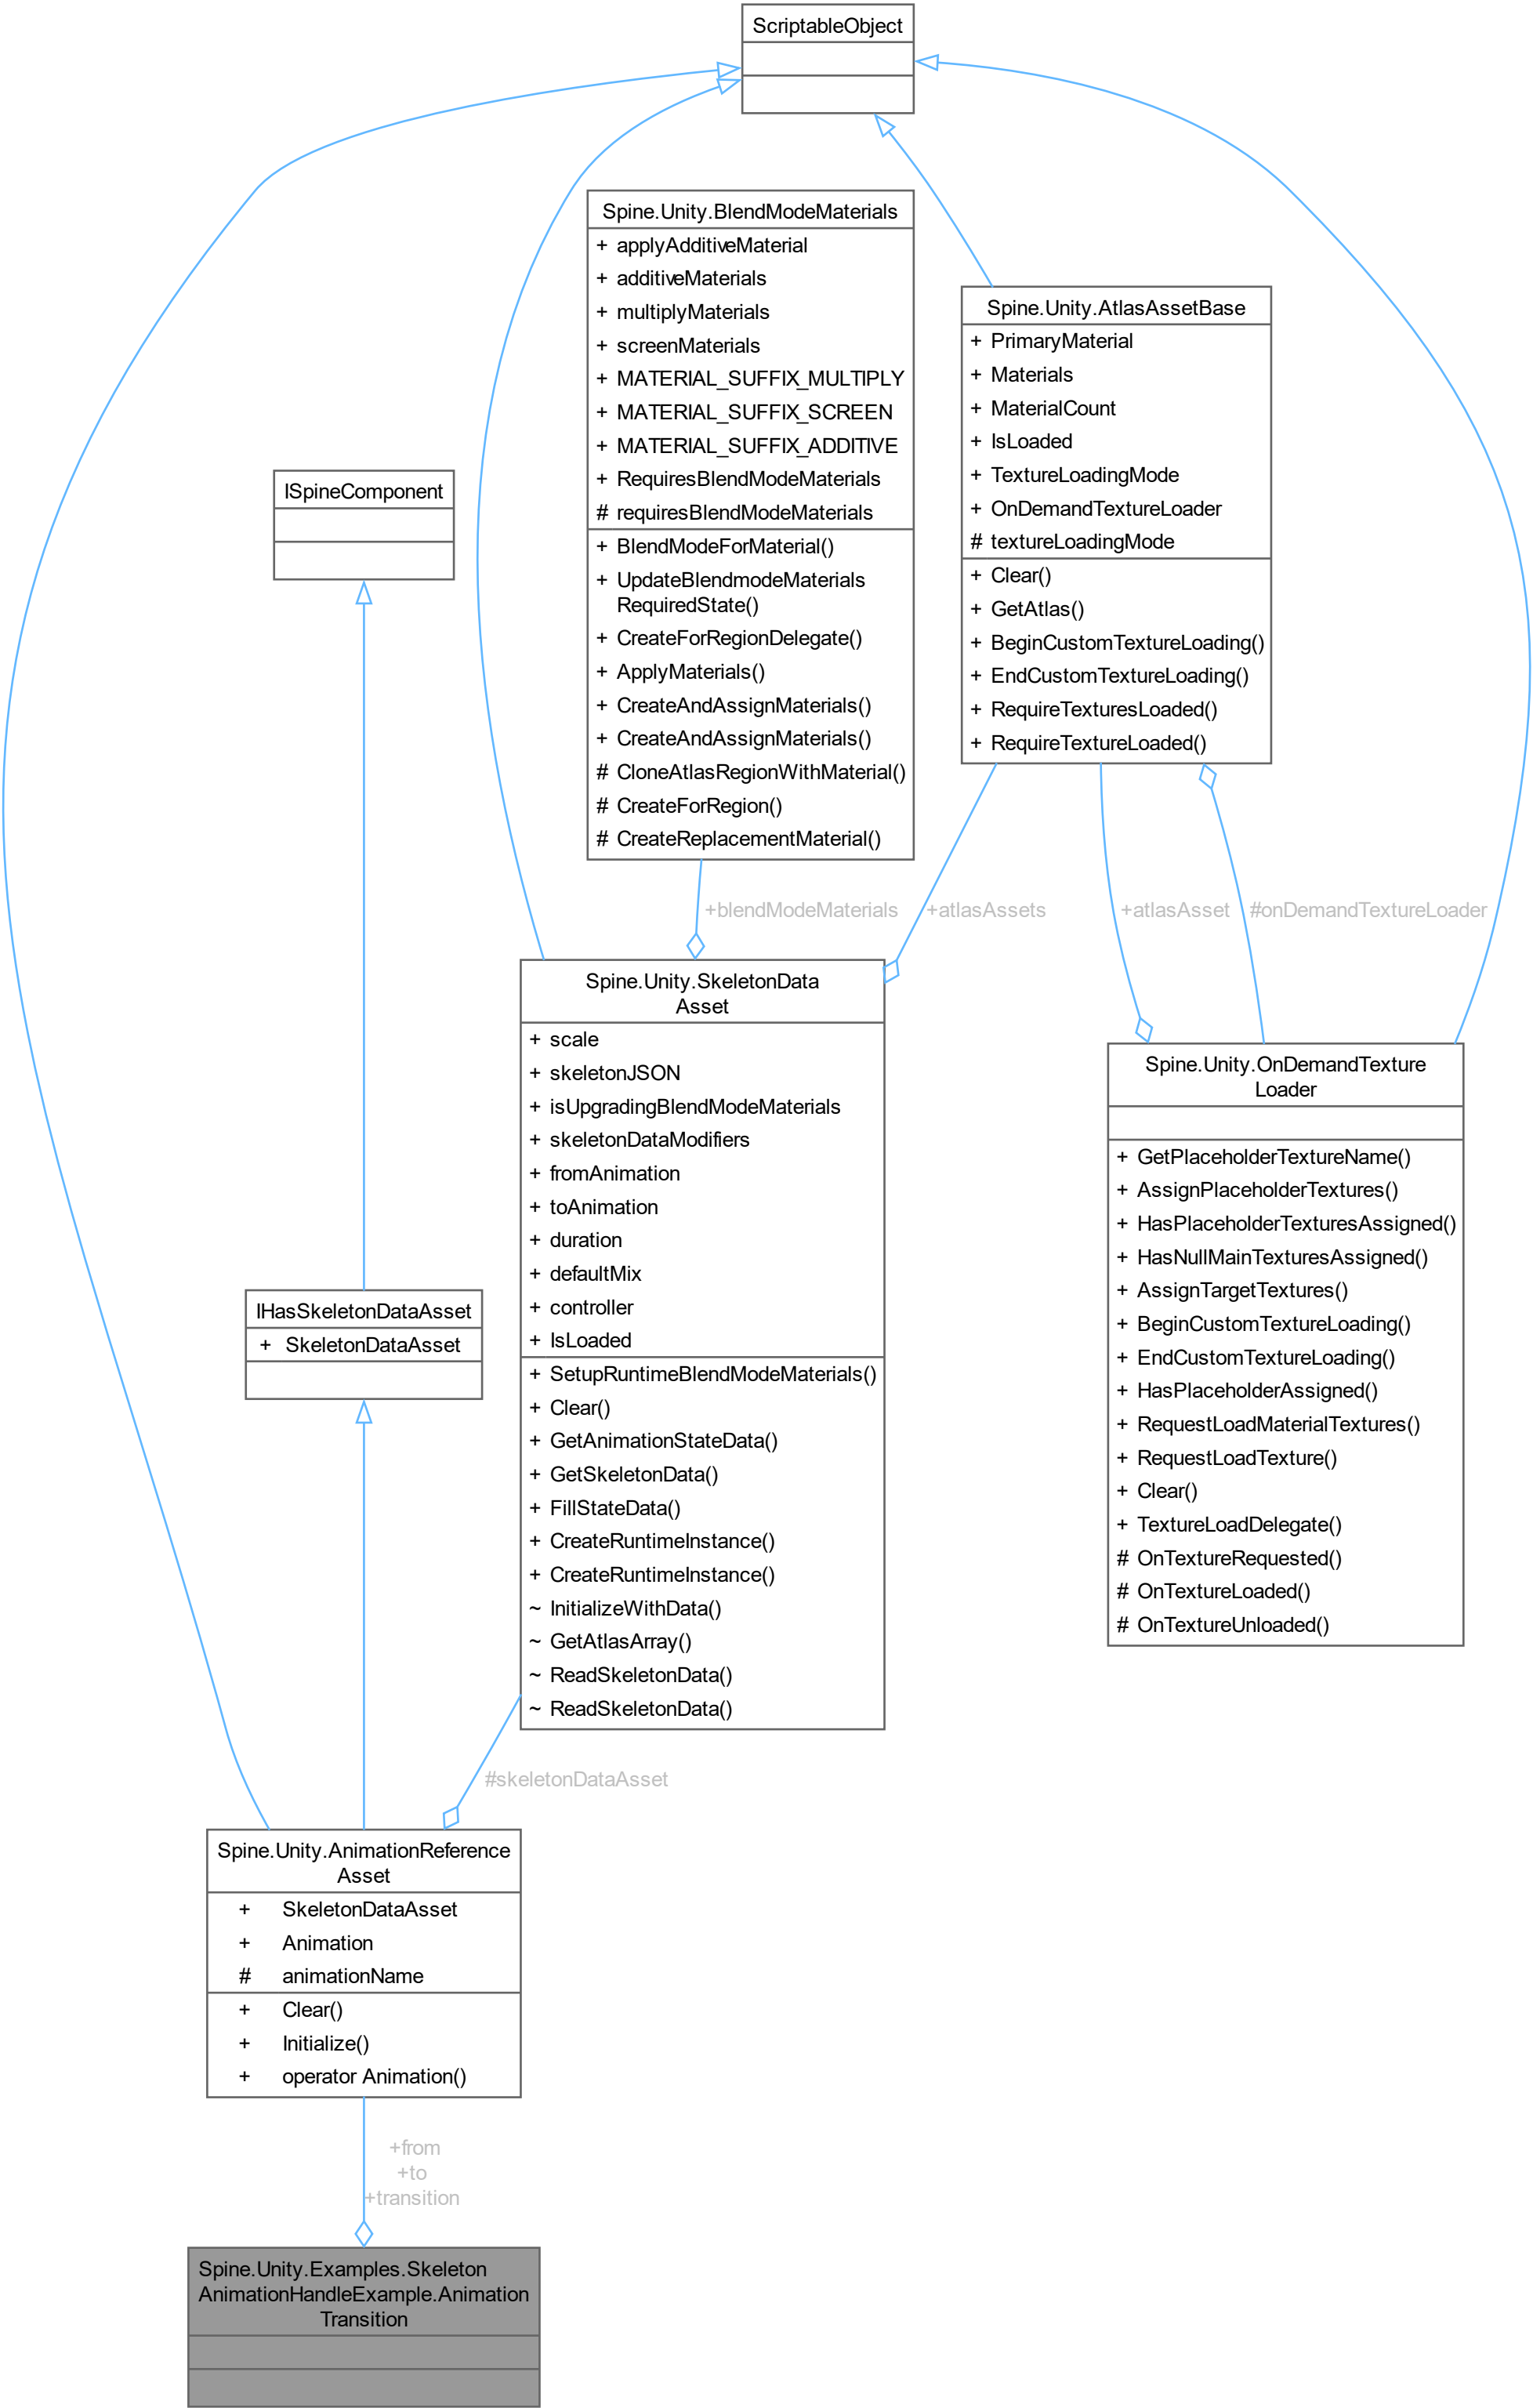 ScriptableObject
Spine.Unity.BlendModeMaterials
+ applyAdditiveMaterial
+ additiveMaterials
+ multiplyMaterials
+ screenMaterials
+ MATERIAL_SUFFIX_MULTIPLY
+ MATERIAL_SUFFIX_SCREEN
+ MATERIAL_SUFFIX_ADDITIVE
+ RequiresBlendModeMaterials
# requiresBlendModeMaterials
+ BlendModeForMaterial()
+ UpdateBlendmodeMaterials
RequiredState()
+ CreateForRegionDelegate()
+ ApplyMaterials()
+ CreateAndAssignMaterials()
+ CreateAndAssignMaterials()
# CloneAtlasRegionWithMaterial()
# CreateForRegion()
# CreateReplacementMaterial()
Spine.Unity.AtlasAssetBase
+ PrimaryMaterial
+ Materials
+ MaterialCount
+ IsLoaded
+ TextureLoadingMode
+ OnDemandTextureLoader
# textureLoadingMode
+ Clear()
+ GetAtlas()
+ BeginCustomTextureLoading()
+ EndCustomTextureLoading()
+ RequireTexturesLoaded()
+ RequireTextureLoaded()
ISpineComponent
+blendModeMaterials
+atlasAssets
+atlasAsset
#onDemandTextureLoader
Spine.Unity.SkeletonData
Asset
+ scale
+ skeletonJSON
+ isUpgradingBlendModeMaterials
+ skeletonDataModifiers
+ fromAnimation
+ toAnimation
+ duration
+ defaultMix
+ controller
+ IsLoaded
+ SetupRuntimeBlendModeMaterials()
+ Clear()
+ GetAnimationStateData()
+ GetSkeletonData()
+ FillStateData()
+ CreateRuntimeInstance()
+ CreateRuntimeInstance()
~ InitializeWithData()
~ GetAtlasArray()
~ ReadSkeletonData()
~ ReadSkeletonData()
Spine.Unity.OnDemandTexture
Loader
+ GetPlaceholderTextureName()
+ AssignPlaceholderTextures()
+ HasPlaceholderTexturesAssigned()
+ HasNullMainTexturesAssigned()
+ AssignTargetTextures()
+ BeginCustomTextureLoading()
+ EndCustomTextureLoading()
+ HasPlaceholderAssigned()
+ RequestLoadMaterialTextures()
+ RequestLoadTexture()
+ Clear()
+ TextureLoadDelegate()
# OnTextureRequested()
# OnTextureLoaded()
# OnTextureUnloaded()
IHasSkeletonDataAsset
+ SkeletonDataAsset
#skeletonDataAsset
Spine.Unity.AnimationReference
Asset
+ SkeletonDataAsset
+ Animation
# animationName
+ Clear()
+ Initialize()
+ operator Animation()
+from
+to
+transition
Spine.Unity.Examples.Skeleton
AnimationHandleExample.Animation
Transition